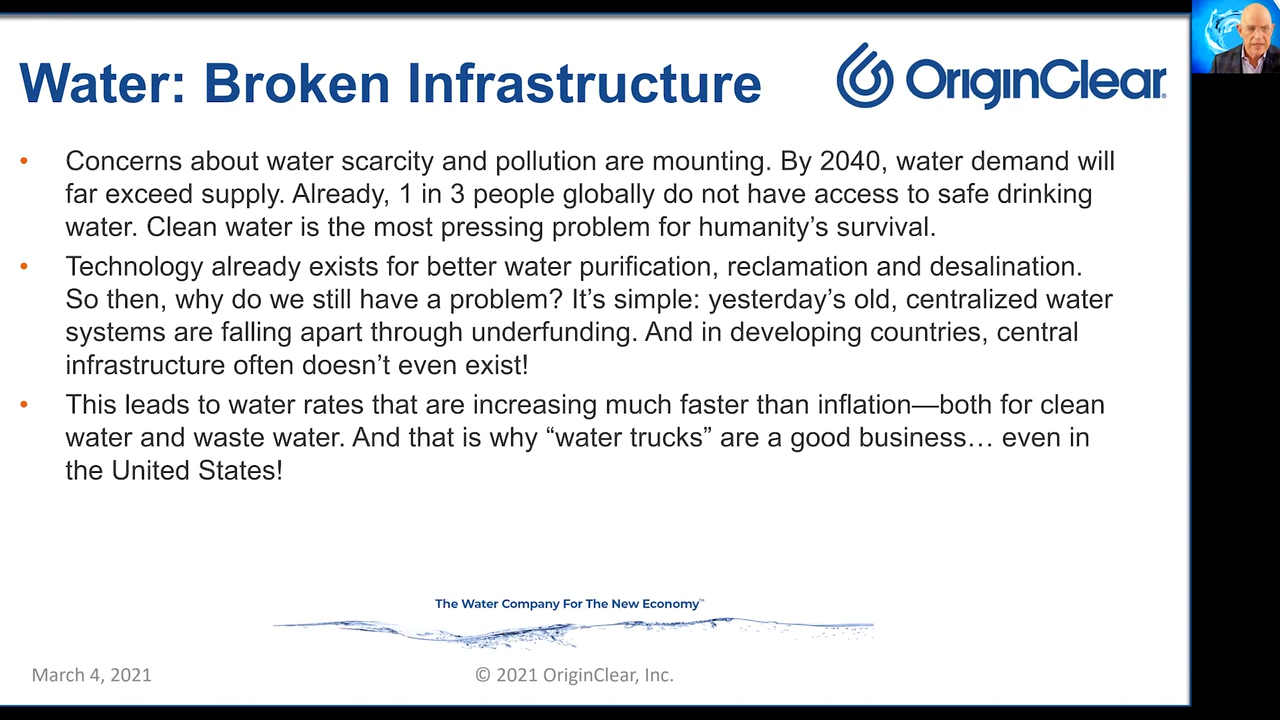 Water: Broken Infrastructure
OriginClear®
• Concerns about water scarcity and pollution are mounting. By 2040, water demand will
far exceed supply. Already, 1 in 3 people globally do not have access to safe drinking
water. Clean water is the most pressing problem for humanity’s survival.
• Technology already exists for better water purification, reclamation and desalination.
So then, why do we still have a problem? It’s simple: yesterday’s old, centralized water
systems are falling apart through underfunding. And in developing countries, central
infrastructure often doesn’t even exist!
• This leads to water rates that are increasing much faster than inflation—both for clean
water and waste water. And that is why “water trucks” are a good business… even in
the United States!
The Water Company For The New Economy™
March 4, 2021
© 2021 OriginClear, Inc.